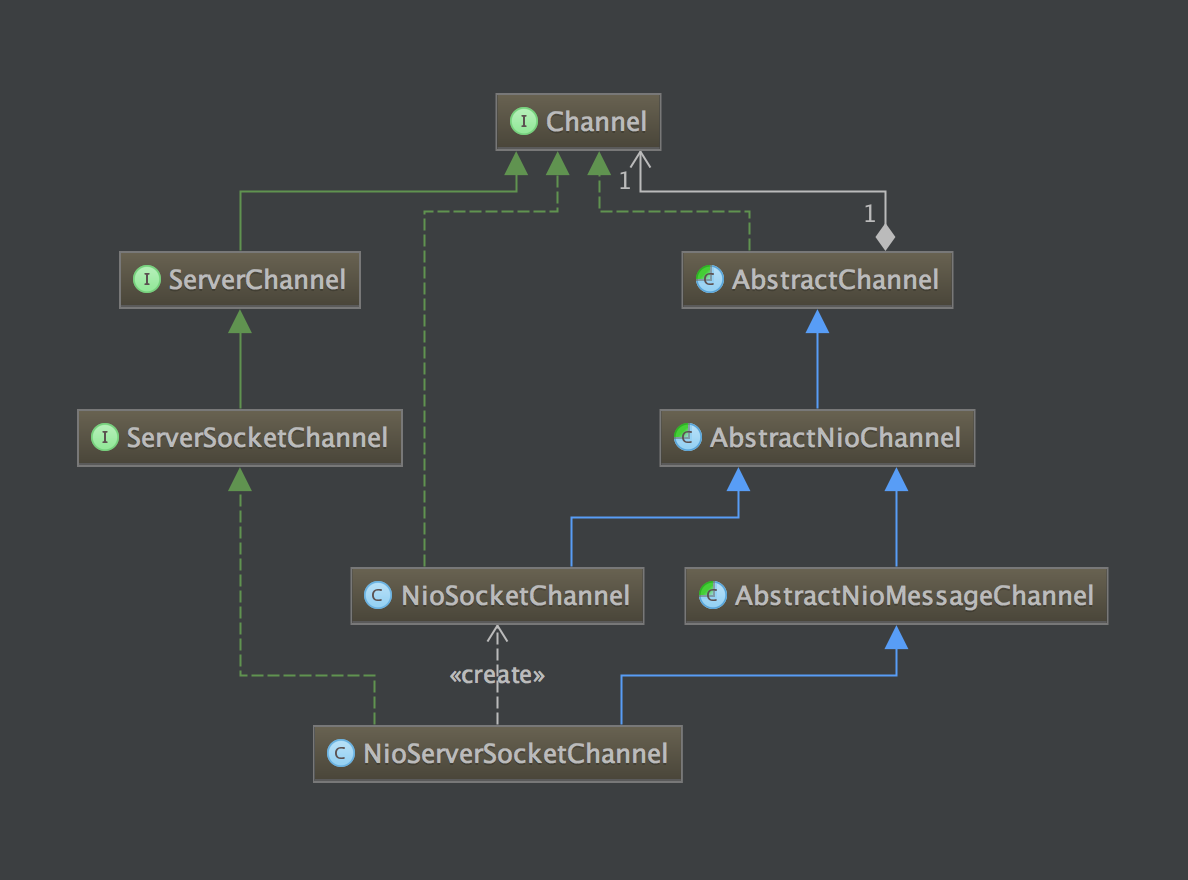 I Channel
1
1
I ServerChannel
C AbstractChannel
I ServerSocketChannel
C AbstractNioChannel
C NioSocketChannel
C AbstractNioMessageChannel
«create»
C NioServerSocketChannel